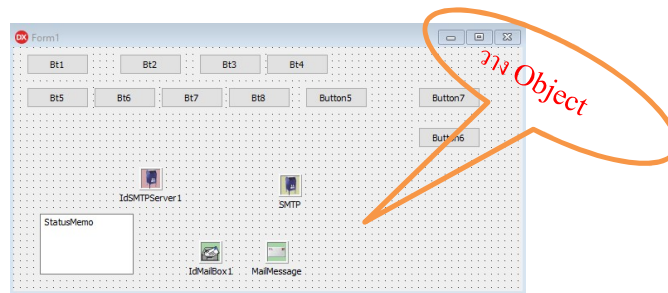 DX Form1
Bt1 Bt2 Bt3 Bt4
Bt5 Bt6 Bt7 Bt8 Button5 Button7
Button6
IdSMTPServer1
SMTP
StatusMemo
IdMailBox1 MailMessage
วาง Object